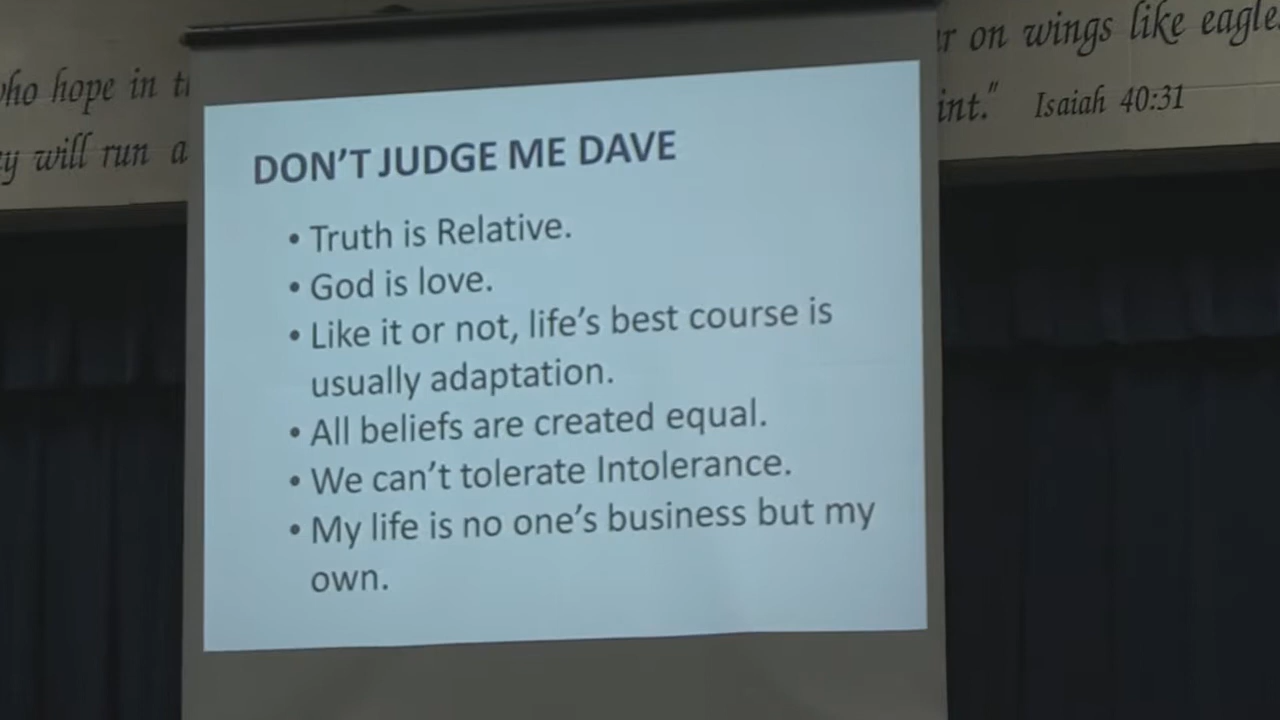 who hope in
will run a
on wings like
Isaiah 40:31
DON'T JUDGE ME DAVE
• Truth is Relative.
• God is love.
• Like it or not, life's best course is
usually adaptation.
• All beliefs are created equal.
• We can't tolerate Intolerance.
• My life is no one's business but my
own.